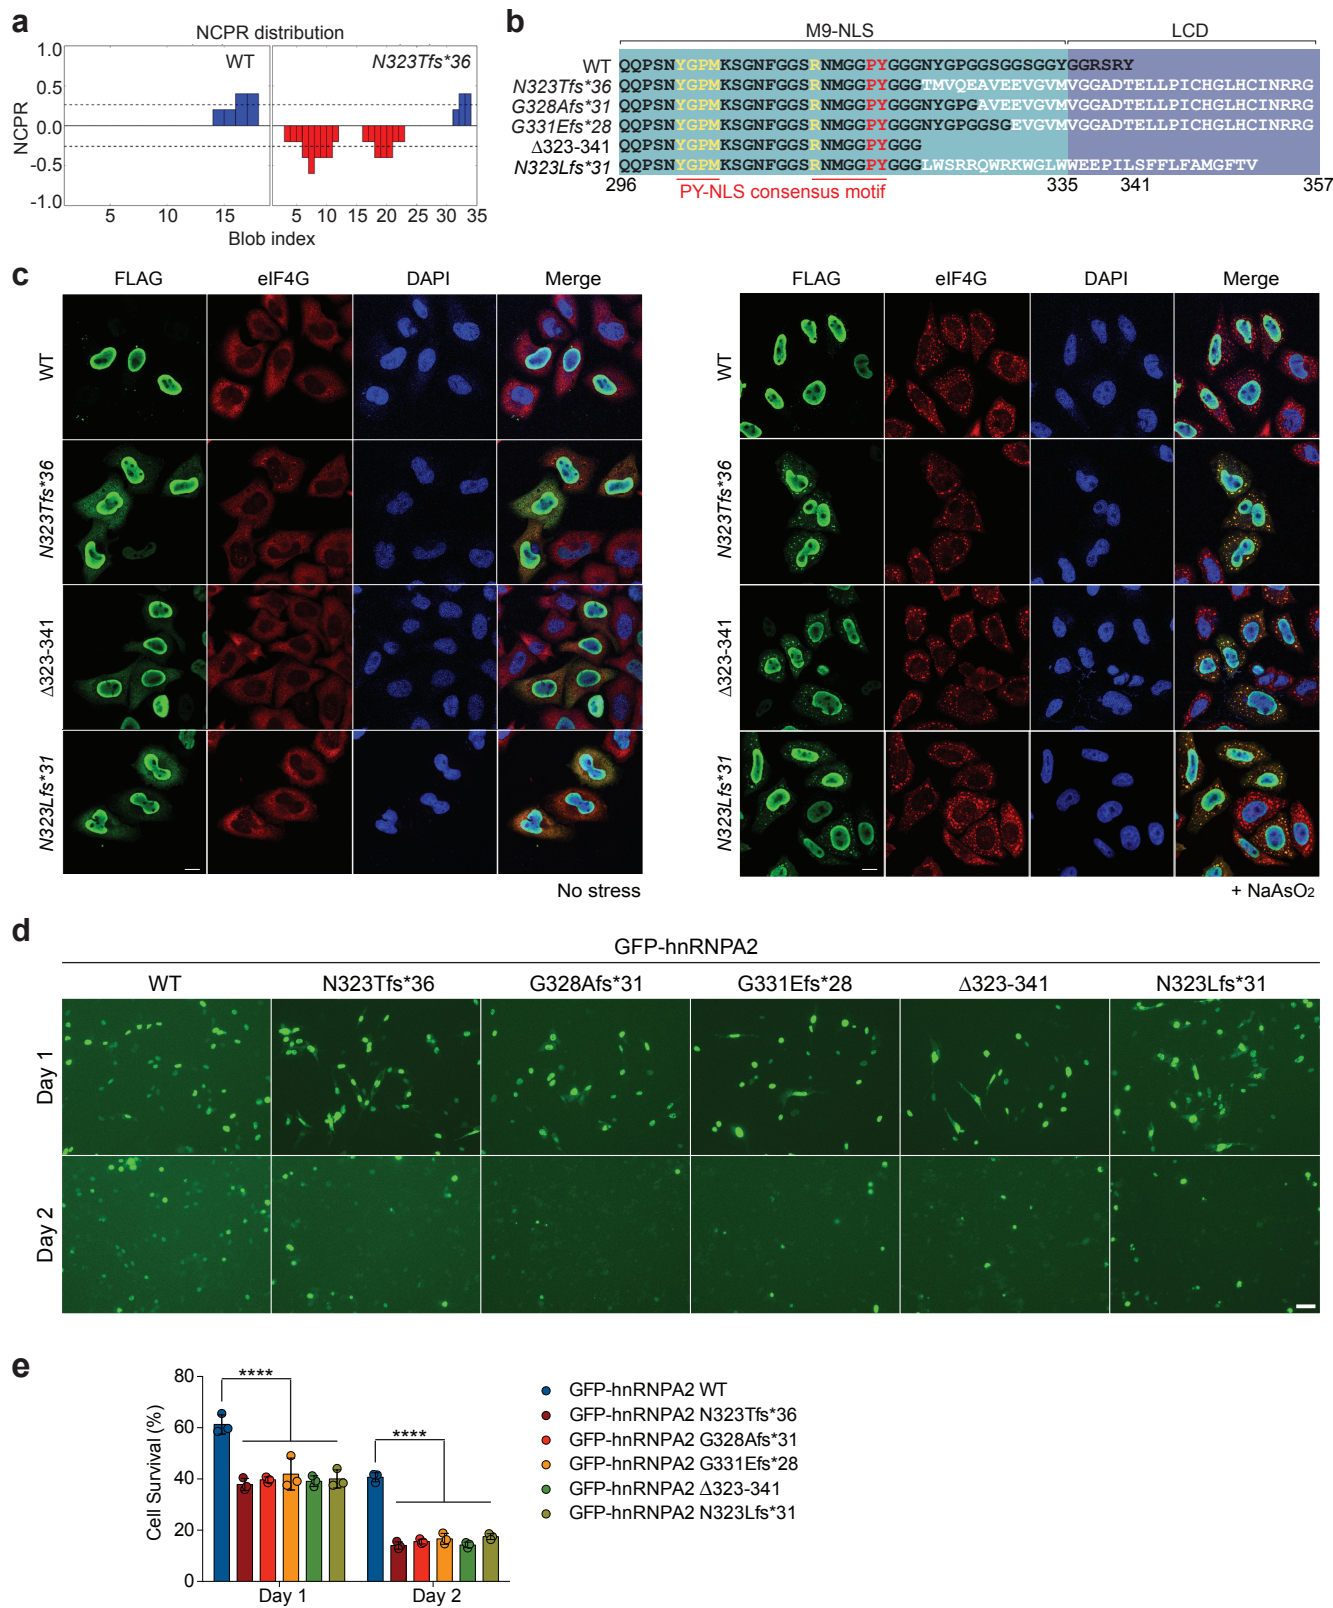 a
NCPR distribution
WT
N323Tfs*36
NCPR
1.0
0.5
0.0
-0.5
-1.0
5 10 15
5 10 15 20 25 30 35
Blob index
b
M9-NLS LCD
WT QQPSNYGPMKSGNFGGSRNMGGPYGGGNYGPGGSGGSGGYGGRSRY
N323Tfs*36 QQPSNYGPMKSGNFGGSRNMGGPYGGGTMVQEAVEEVGVMVGGADTELLPICHGLHCINRRG
G328Afs*31 QQPSNYGPMKSGNFGGSRNMGGPYGGGNYGPGAVEEVGVMVGGADTELLPICHGLHCINRRG
G331Efs*28 QQPSNYGPMKSGNFGGSRNMGGPYGGGNYGPGGSGEVGVMVGGADTELLPICHGLHCINRRG
Δ323-341 QQPSNYGPMKSGNFGGSRNMGGPYGGG
N323Lfs*31 QQPSNYGPMKSGNFGGSRNMGGPYGGGLWSRRQWRKWGLWWEEPILSFFLFAMGFTV
296 335 341 357
PY-NLS consensus motif
c
FLAG eIF4G DAPI Merge
WT
N323Tfs*36
Δ323-341
N323Lfs*31
No stress
FLAG eIF4G DAPI Merge
WT
N323Tfs*36
Δ323-341
N323Lfs*31
+ NaAsO2
d
GFP-hnRNPA2
WT N323Tfs*36 G328Afs*31 G331Efs*28 Δ323-341 N323Lfs*31
Day 1
Day 2
e
Cell Survival (%)
80
60
40
20
0
****
****
Day 1 Day 2
GFP-hnRNPA2 WT
GFP-hnRNPA2 N323Tfs*36
GFP-hnRNPA2 G328Afs*31
GFP-hnRNPA2 G331Efs*28
GFP-hnRNPA2 Δ323-341
GFP-hnRNPA2 N323Lfs*31